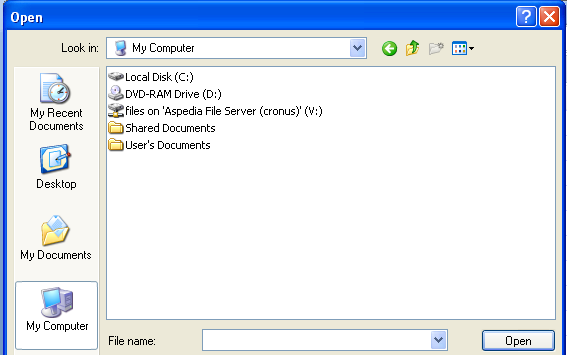 Open
Look in: My Computer
Local Disk (C:)
DVD-RAM Drive (D:)
files on 'Aspedia File Server (cronus)' (V:)
Shared Documents
User's Documents
My Recent
Documents
Desktop
My Documents
My Computer
File name:
Open